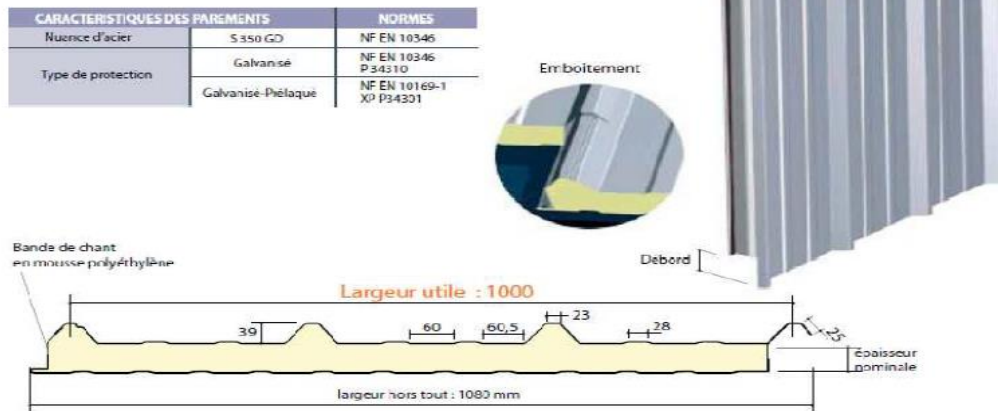 CARACTERISTIQUES DES PAREMENTS NORMES
Nuance d'acier S 350 GD NF EN 10346
Type de protection Galvanisé NF EN 10346
P 34310
Galvanisé-Prélaqué NF EN 10169-1
XP P34301
Emboitement
Débord
Bande de chant
en mousse polyéthylène
Largeur utile : 1000
39
60
60,5
23
28
25
épaisseur
nominale
largeur hors tout : 1080 mm